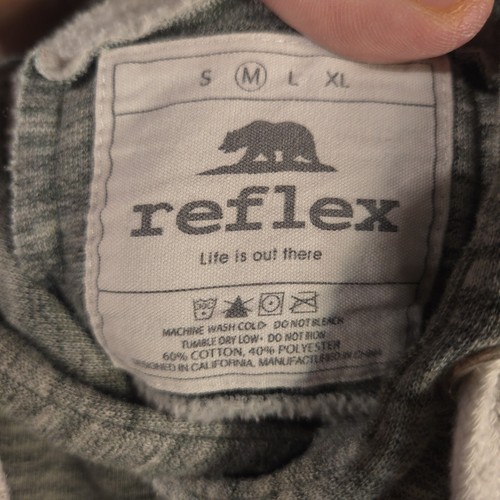 S M L XL
reflex
Life is out there
MACHINE WASH COLD• DO NOT BLEACH
TUMBLE DRY LOW• DO NOT IRON
60% COTTON, 40% POLYESTER
DESIGNED IN CALIFORNIA, MANUFACTURED IN CHINA